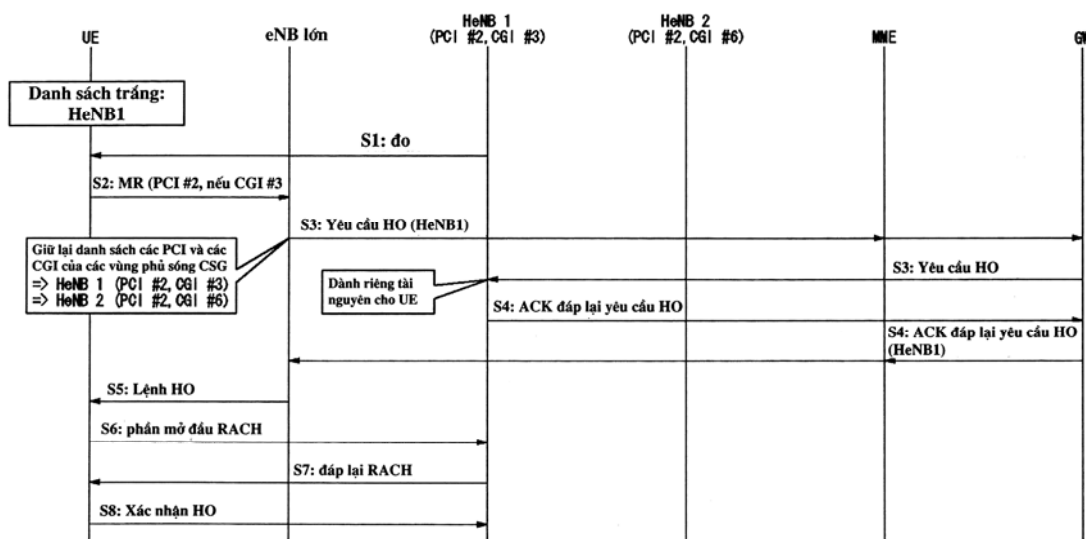 UE
eNB lớn
HeNB 1
(PCI #2, CGI #3)
HeNB 2
(PCI #2, CGI #6)
MME
GW
Danh sách trắng:
HeNB1
S1: đo
S2: MR (PCI #2, nếu CGI #3
S3: Yêu cầu HO (HeNB1)
Giữ lại danh sách các PCI và các
CGI của các vùng phủ sóng CSG
=> HeNB 1 (PCI #2, CGI #3)
=> HeNB 2 (PCI #2, CGI #6)
S3: Yêu cầu HO
Dành riêng tài
nguyên cho UE
S4: ACK đáp lại yêu cầu HO
S4: ACK đáp lại yêu cầu HO
(HeNB1)
S5: Lệnh HO
S6: phần mở đầu RACH
S7: đáp lại RACH
S8: Xác nhận HO